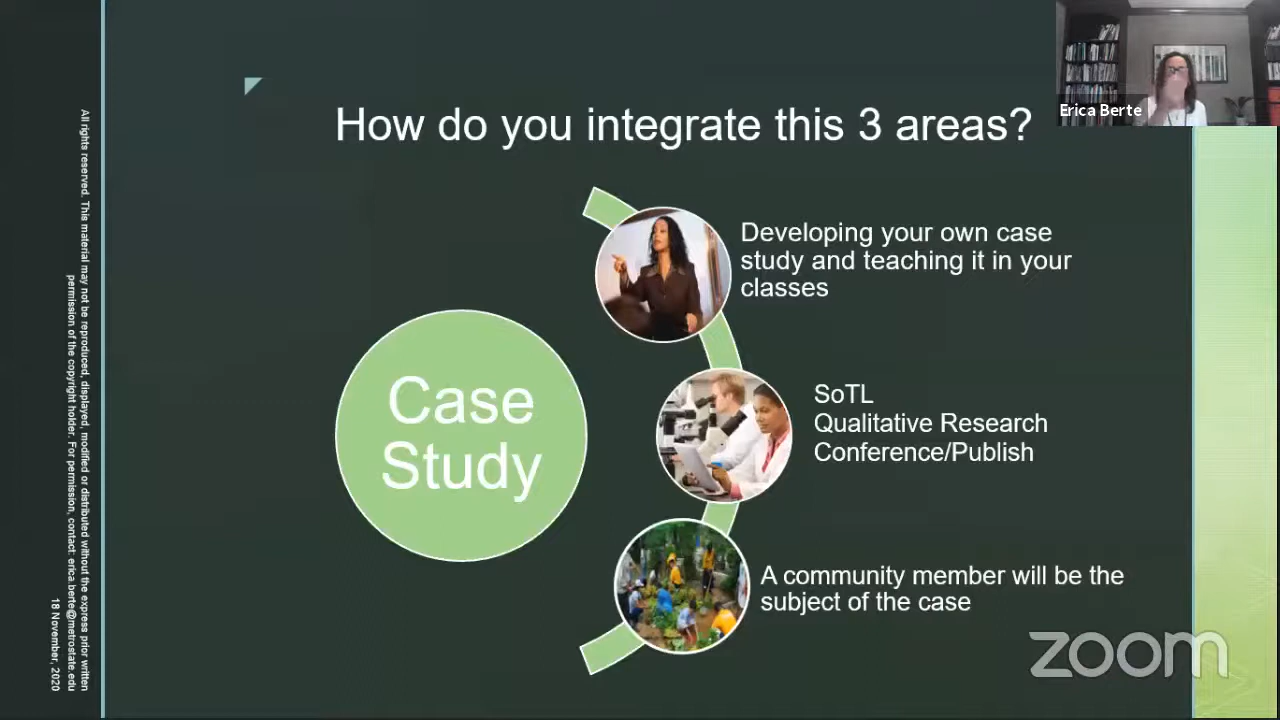 How do you integrate this 3 areas?
Erica Berte
Developing your own case
study and teaching it in your
classes
Case
Study
SoTL
Qualitative Research
Conference/Publish
A community member will be the
subject of the case
zoom
All rights reserved. This material may not be reproduced, displayed, modified or distributed without the express prior written
permission of the copyright holder. For permission, contact: erica.berte@metrostate.edu
18 November, 2020